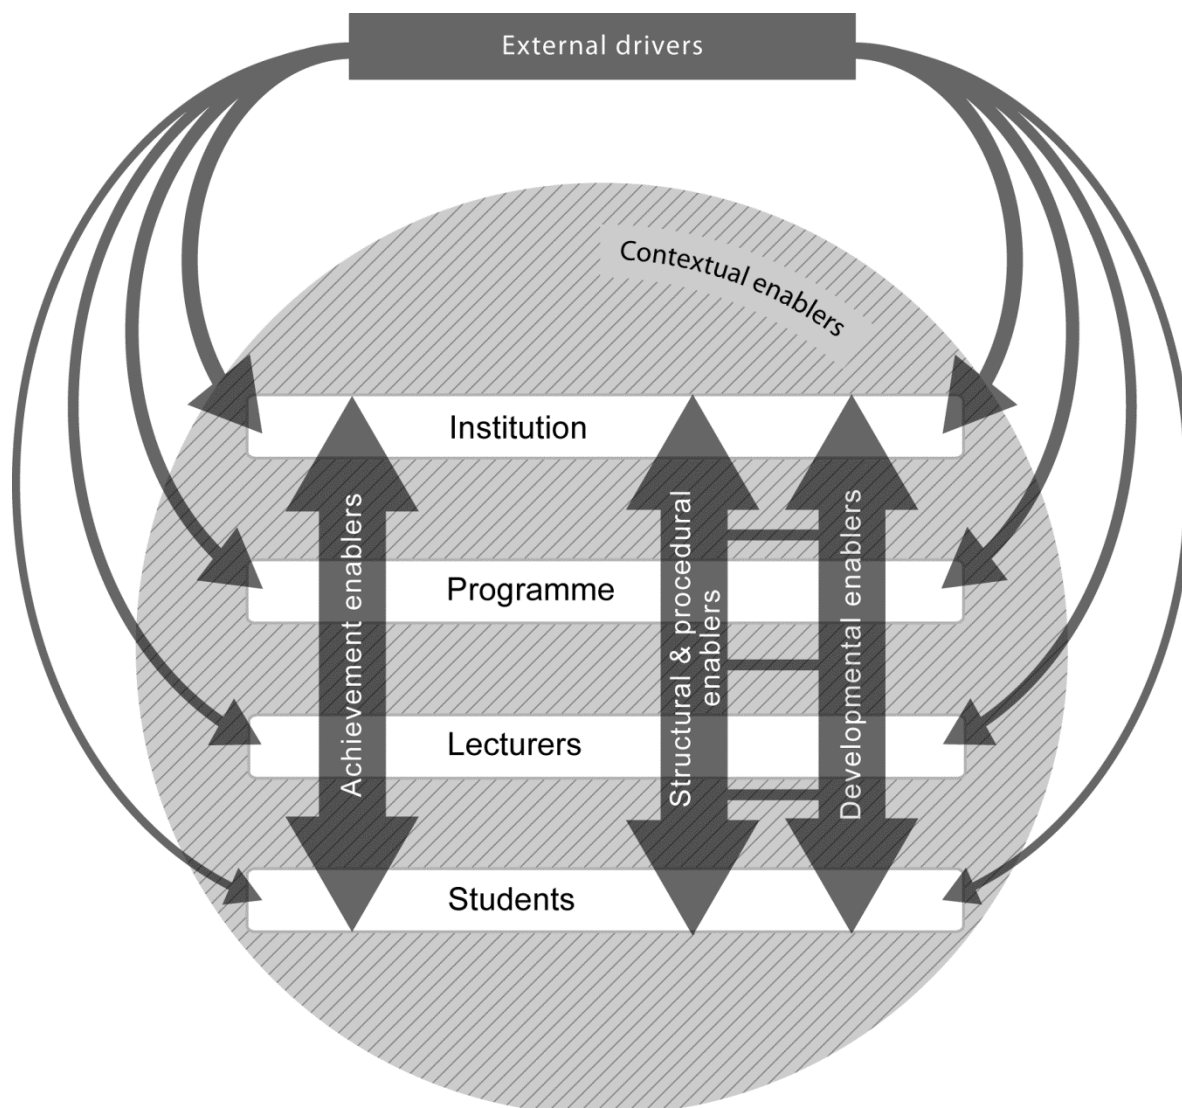 External drivers
Contextual enablers
Institution
Programme
Lecturers
Students
Achievement enablers
Structural & procedural
enablers
Developmental enablers